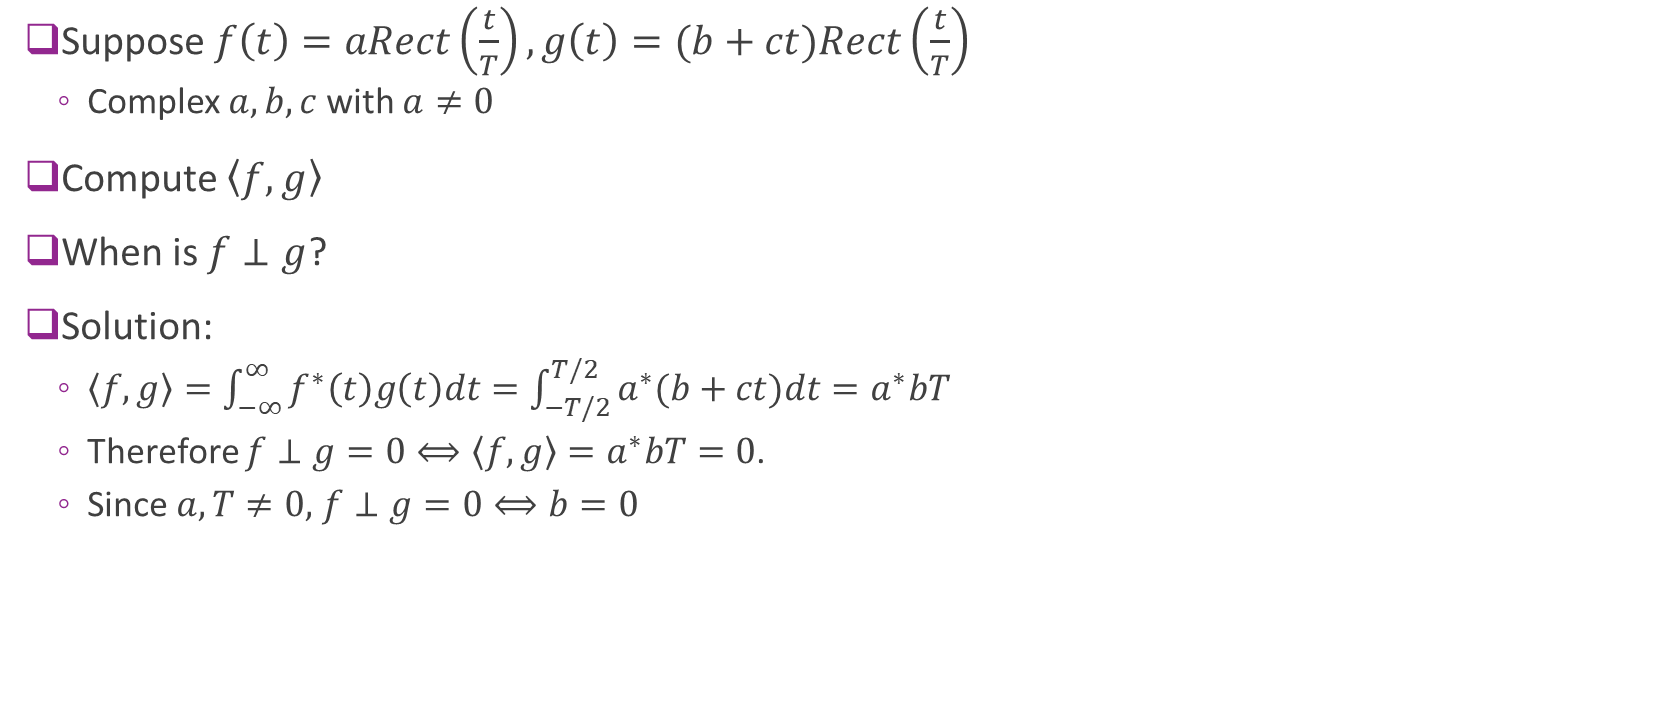 ❑Suppose f(t) = aRect(t/T), g(t) = (b + ct)Rect(t/T)
◦ Complex a, b, c with a ≠ 0
❑Compute ⟨f, g⟩
❑When is f ⊥ g?
❑Solution:
◦ ⟨f, g⟩ = ∫_{−∞}^{∞} f*(t)g(t)dt = ∫_{−T/2}^{T/2} a*(b + ct)dt = a*bT
◦ Therefore f ⊥ g = 0 ⟺ ⟨f, g⟩ = a*bT = 0.
◦ Since a, T ≠ 0, f ⊥ g = 0 ⟺ b = 0